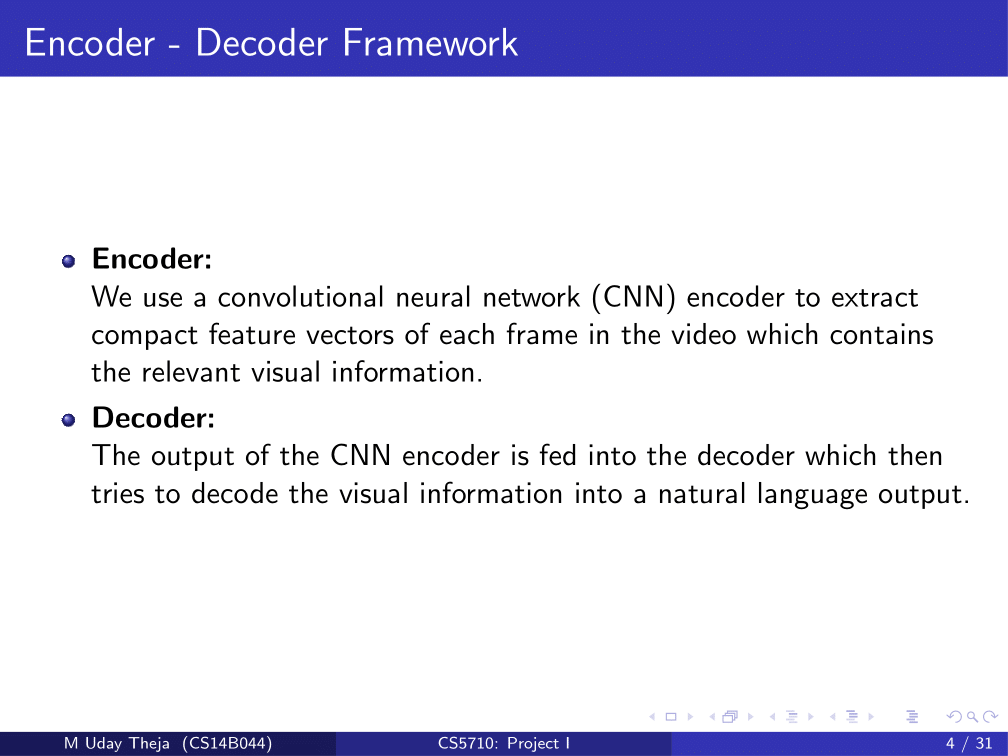 Encoder - Decoder Framework
Encoder:
We use a convolutional neural network (CNN) encoder to extract
compact feature vectors of each frame in the video which contains
the relevant visual information.
Decoder:
The output of the CNN encoder is fed into the decoder which then
tries to decode the visual information into a natural language output.
M Uday Theja (CS14B044)
CS5710: Project I
4 / 31